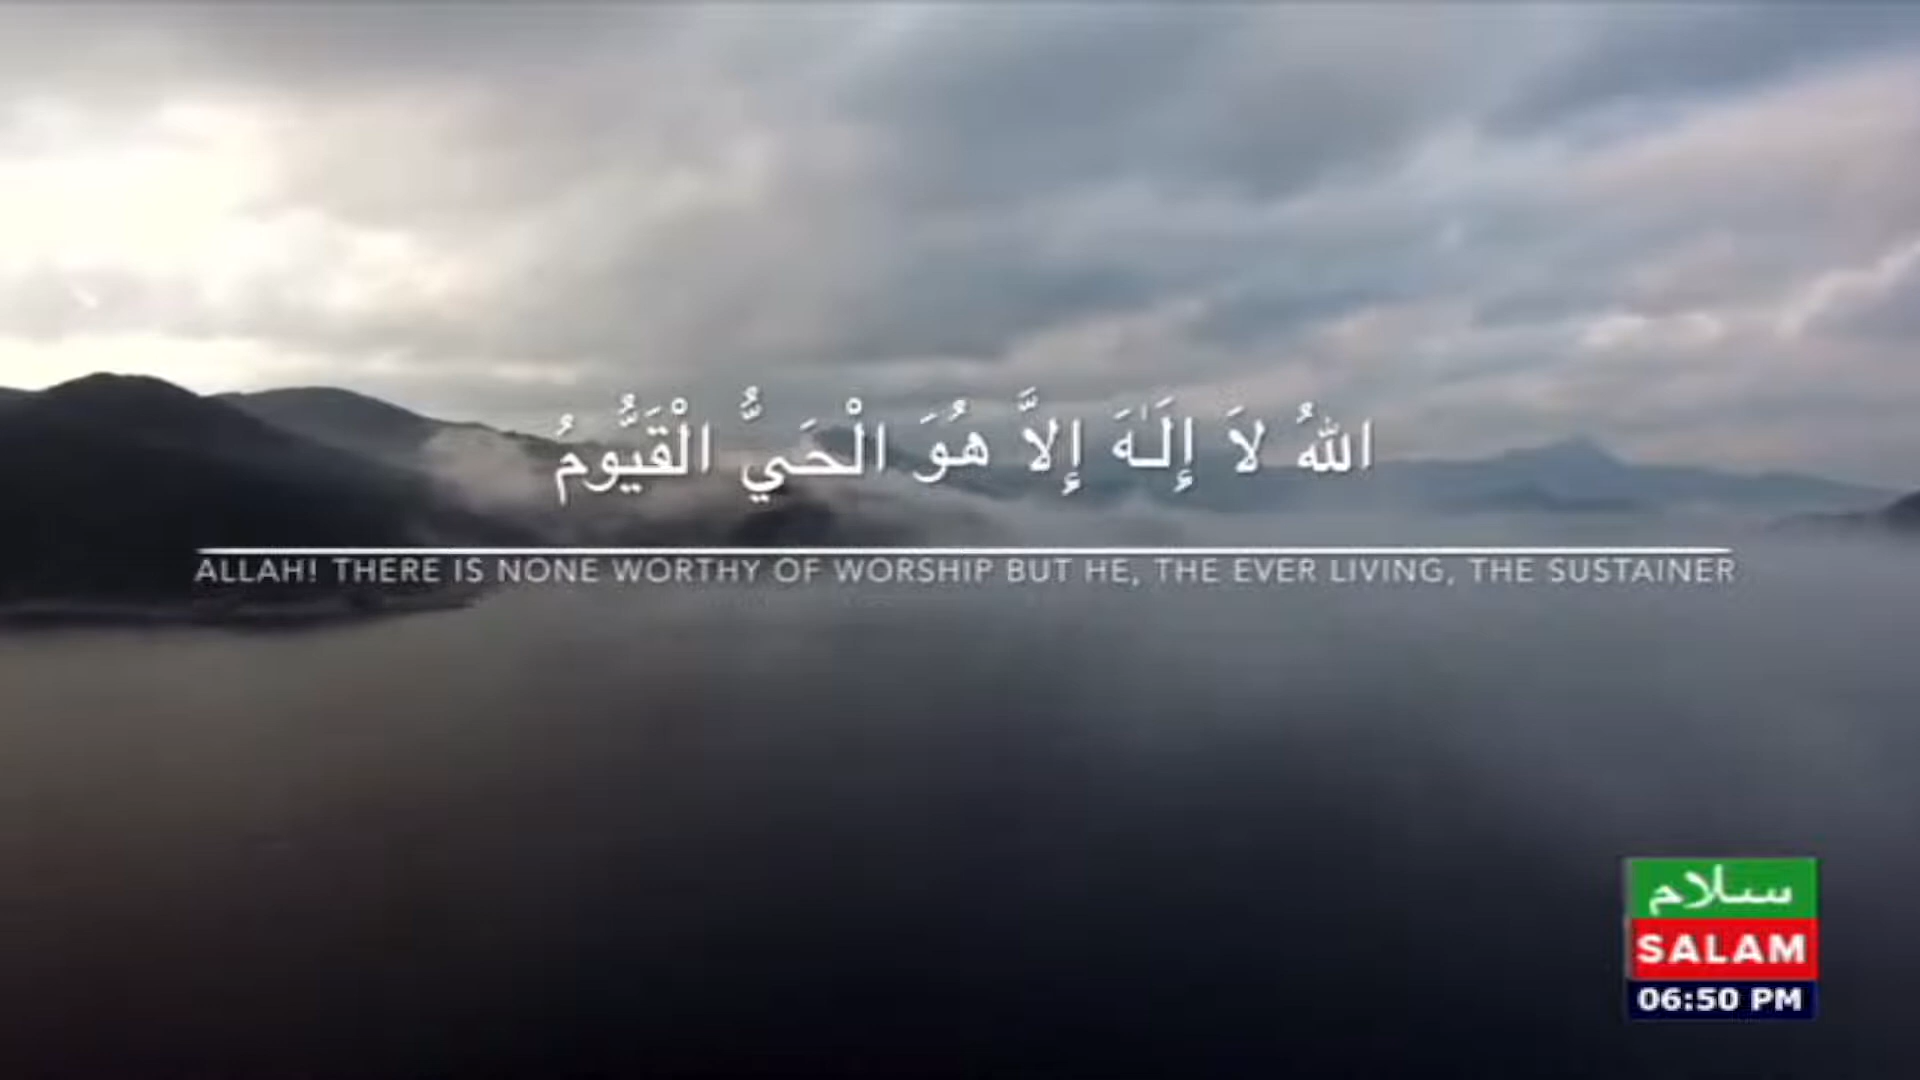 اللهُ لاَ إِلَـٰهَ إِلاَّ هُوَ الْحَيُّ الْقَيُّومُ
ALLAH! THERE IS NONE WORTHY OF WORSHIP BUT HE, THE EVER LIVING, THE SUSTAINER
سلام
SALAM
06:50 PM